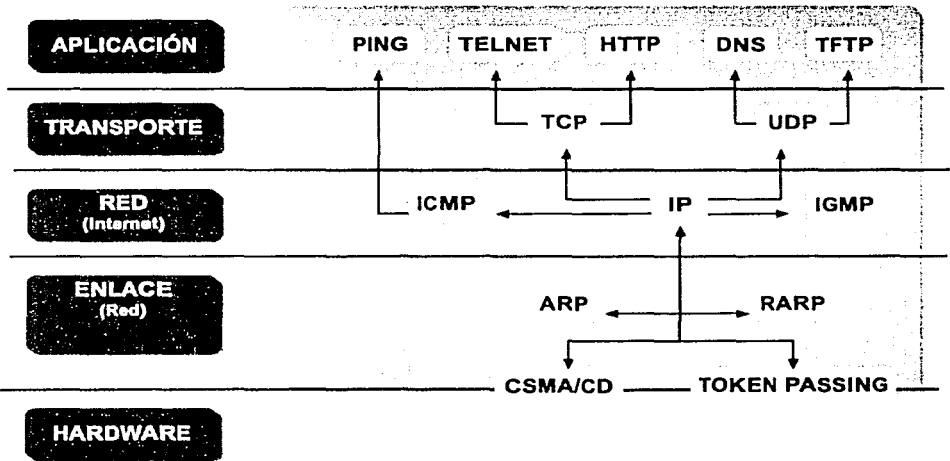 APLICACIÓN
PING TELNET HTTP DNS TFTP
TRANSPORTE
TCP UDP
RED
(Internet)
ICMP IP IGMP
ENLACE
(Red)
ARP RARP
CSMA/CD TOKEN PASSING
HARDWARE